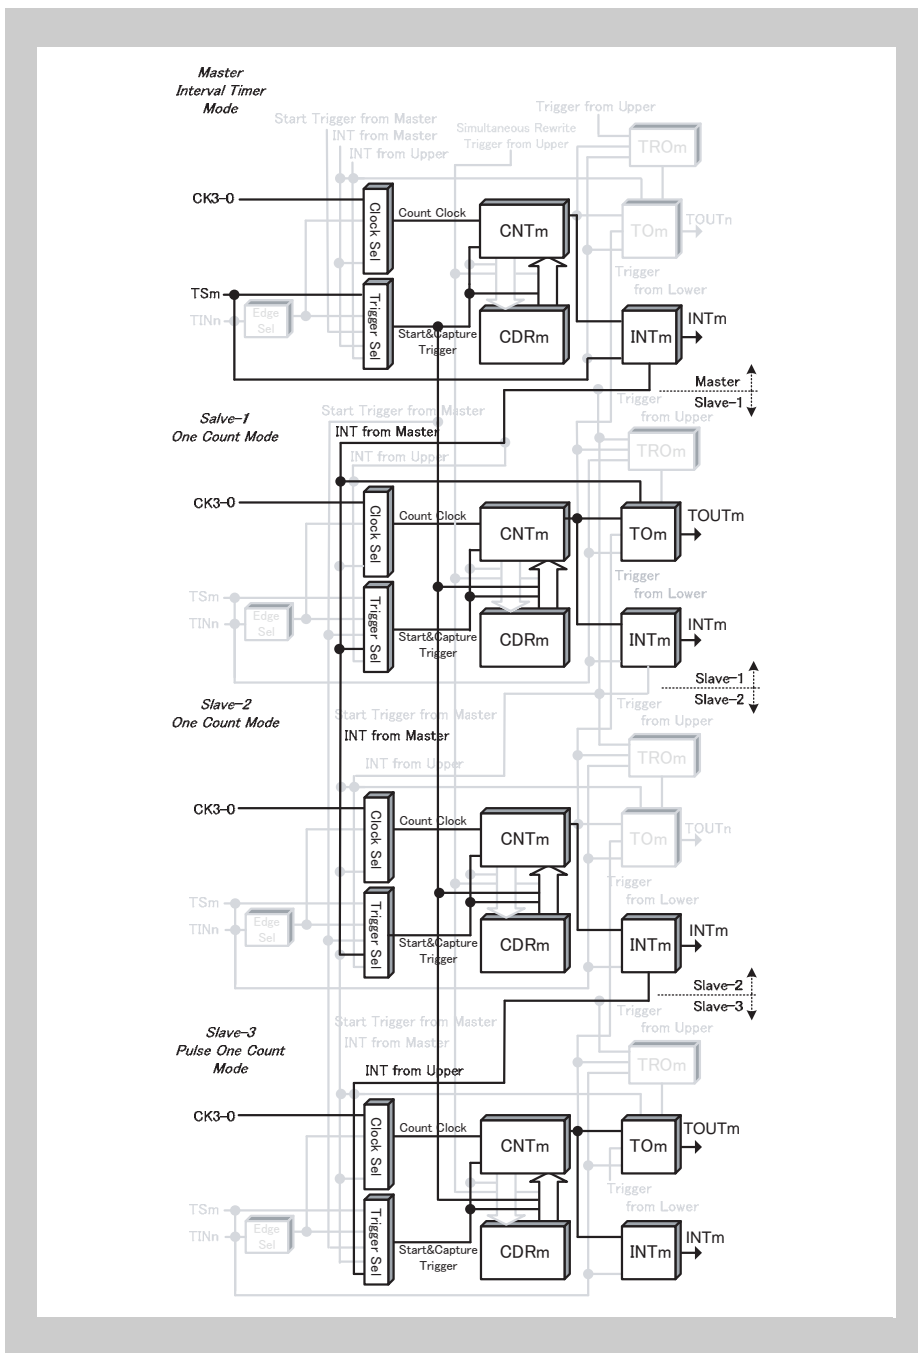 Master
Interval Timer
Mode
Start Trigger from Master
INT from Master
INT from Upper
Simultaneous Rewrite
Trigger from Upper
Trigger from Upper
TROm
CK3-0
Clock Sel
Count Clock
CNTm
TOm
TOUTn
Trigger
from Lower
TSm
TINn
Edge
Sel
Trigger Sel
Start&Capture
Trigger
CDRm
INTm
INTm
Master
Slave-1
Salve-1
One Count Mode
Start Trigger from Master
INT from Master
INT from Upper
Trigger
from Upper
TROm
CK3-0
Clock Sel
Count Clock
CNTm
TOm
TOUTm
Trigger
from Lower
TSm
TINn
Edge
Sel
Trigger Sel
Start&Capture
Trigger
CDRm
INTm
INTm
Slave-1
Slave-2
Slave-2
One Count Mode
Start Trigger from Master
INT from Master
INT from Upper
Trigger
from Upper
TROm
CK3-0
Clock Sel
Count Clock
CNTm
TOm
TOUTn
Trigger
from Lower
TSm
TINn
Edge
Sel
Trigger Sel
Start&Capture
Trigger
CDRm
INTm
INTm
Slave-2
Slave-3
Slave-3
Pulse One Count
Mode
Start Trigger from Master
INT from Master
INT from Upper
Trigger
from Upper
TROm
CK3-0
Clock Sel
Count Clock
CNTm
TOm
TOUTm
Trigger
from Lower
TSm
TINn
Edge
Sel
Trigger Sel
Start&Capture
Trigger
CDRm
INTm
INTm